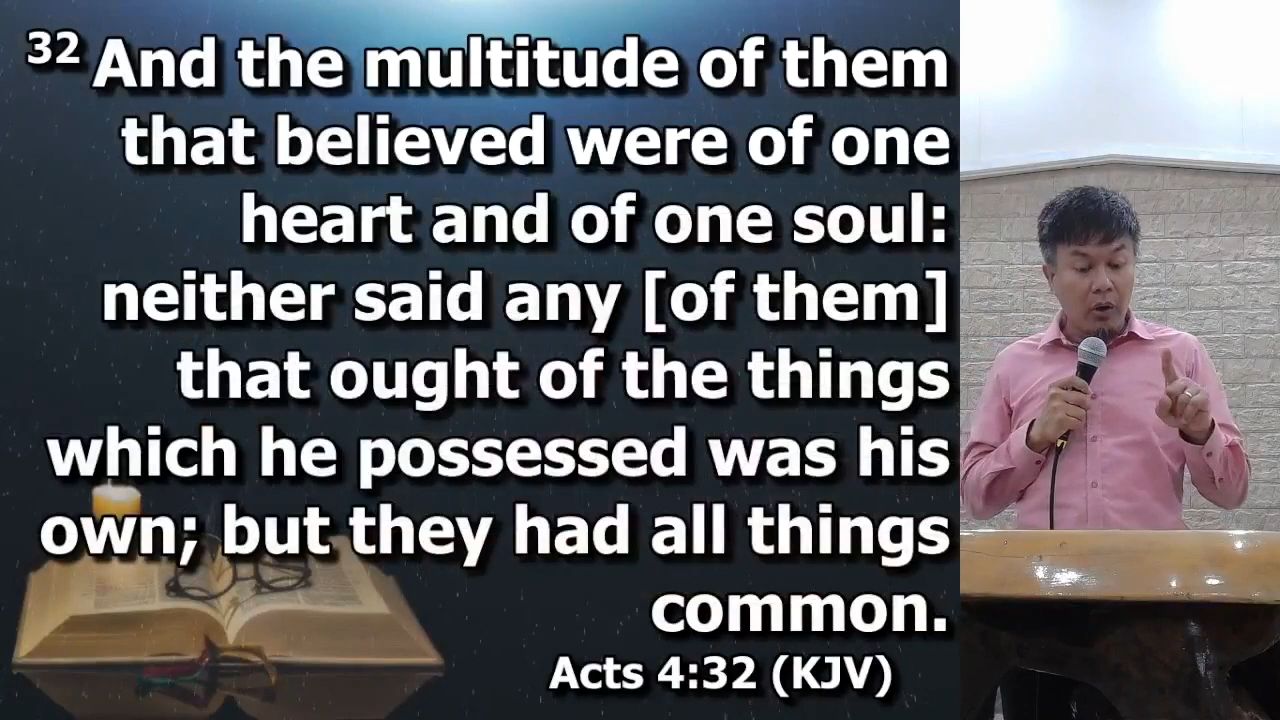 32 And the multitude of them
that believed were of one
heart and of one soul:
neither said any [of them]
that ought of the things
which he possessed was his
own; but they had all things
common.
Acts 4:32 (KJV)